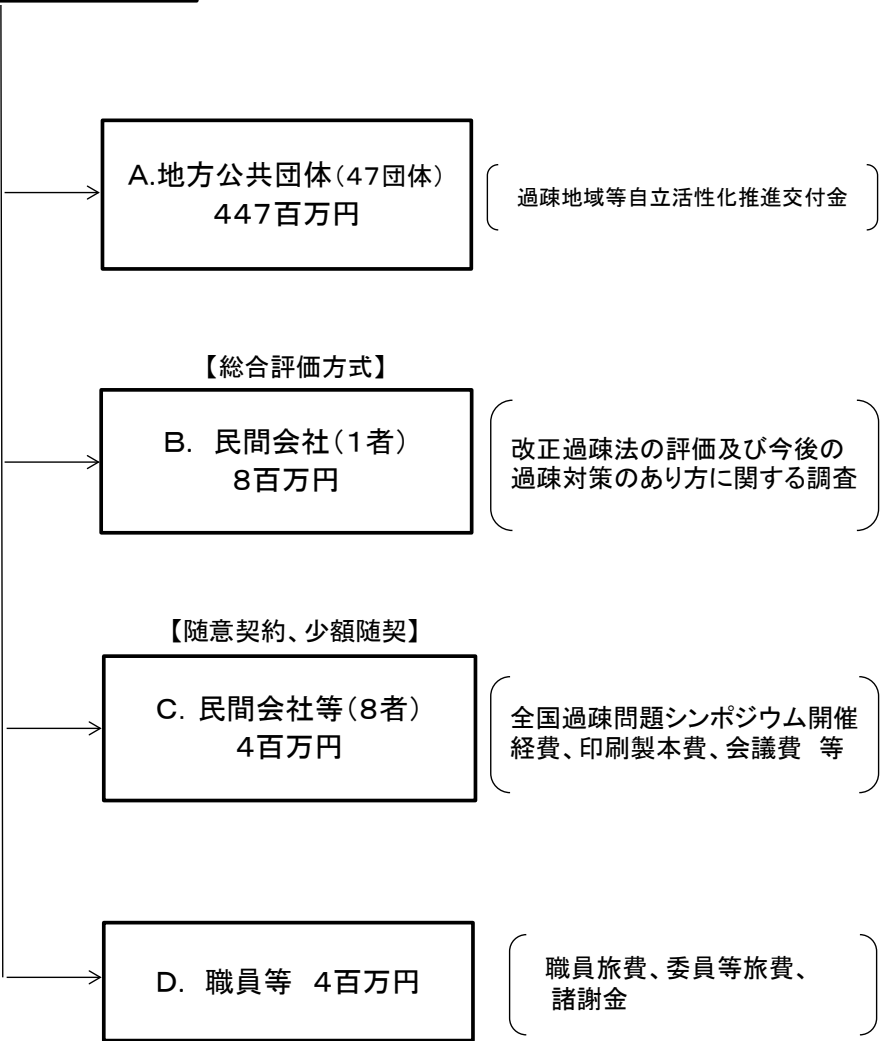 A.地方公共団体(47団体)
447百万円
過疎地域等自立活性化推進交付金
【総合評価方式】
B. 民間会社(1者)
8百万円
改正過疎法の評価及び今後の
過疎対策のあり方に関する調査
【随意契約、少額随契】
C. 民間会社等(8者)
4百万円
全国過疎問題シンポジウム開催
経費、印刷製本費、会議費 等
D. 職員等 4百万円
職員旅費、委員等旅費、
諸謝金